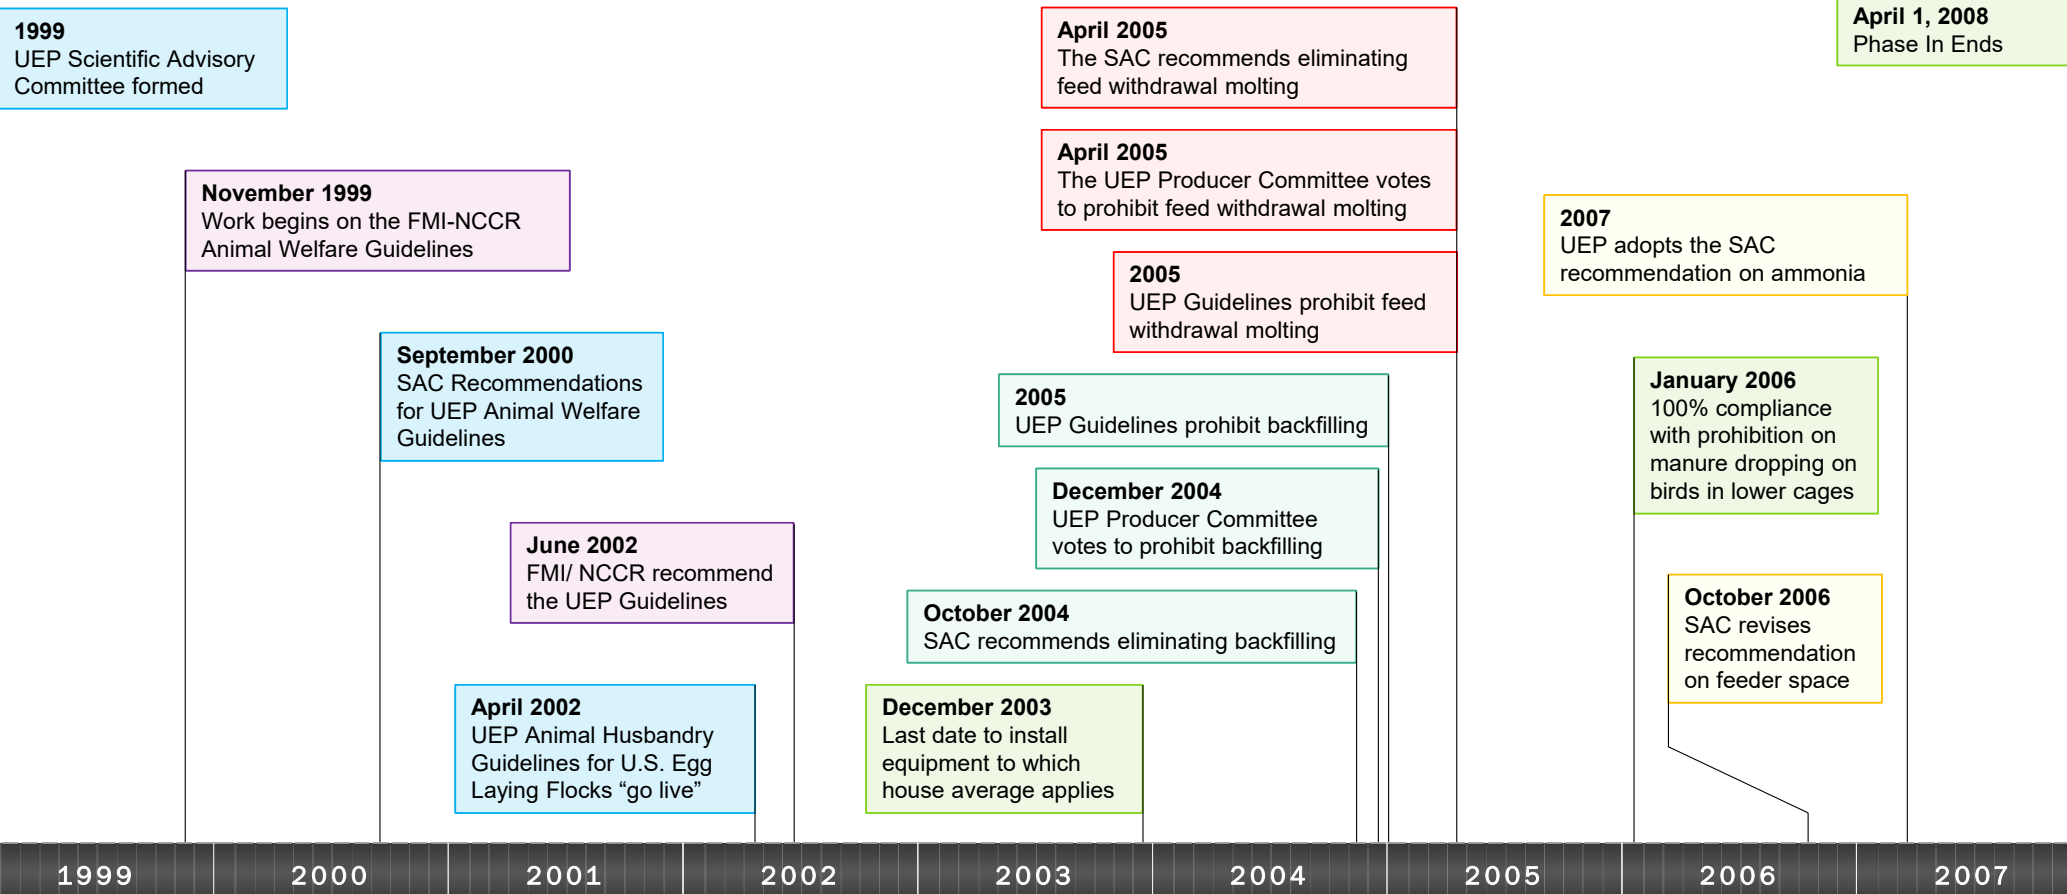 1999
UEP Scientific Advisory
Committee formed
November 1999
Work begins on the FMI-NCCR
Animal Welfare Guidelines
September 2000
SAC Recommendations
for UEP Animal Welfare
Guidelines
June 2002
FMI/ NCCR recommend
the UEP Guidelines
April 2002
UEP Animal Husbandry
Guidelines for U.S. Egg
Laying Flocks “go live”
April 2005
The SAC recommends eliminating
feed withdrawal molting
April 2005
The UEP Producer Committee votes
to prohibit feed withdrawal molting
2005
UEP Guidelines prohibit feed
withdrawal molting
2005
UEP Guidelines prohibit backfilling
December 2004
UEP Producer Committee
votes to prohibit backfilling
October 2004
SAC recommends eliminating backfilling
December 2003
Last date to install
equipment to which
house average applies
April 1, 2008
Phase In Ends
2007
UEP adopts the SAC
recommendation on ammonia
January 2006
100% compliance
with prohibition on
manure dropping on
birds in lower cages
October 2006
SAC revises
recommendation
on feeder space
1999 2000 2001 2002 2003 2004 2005 2006 2007